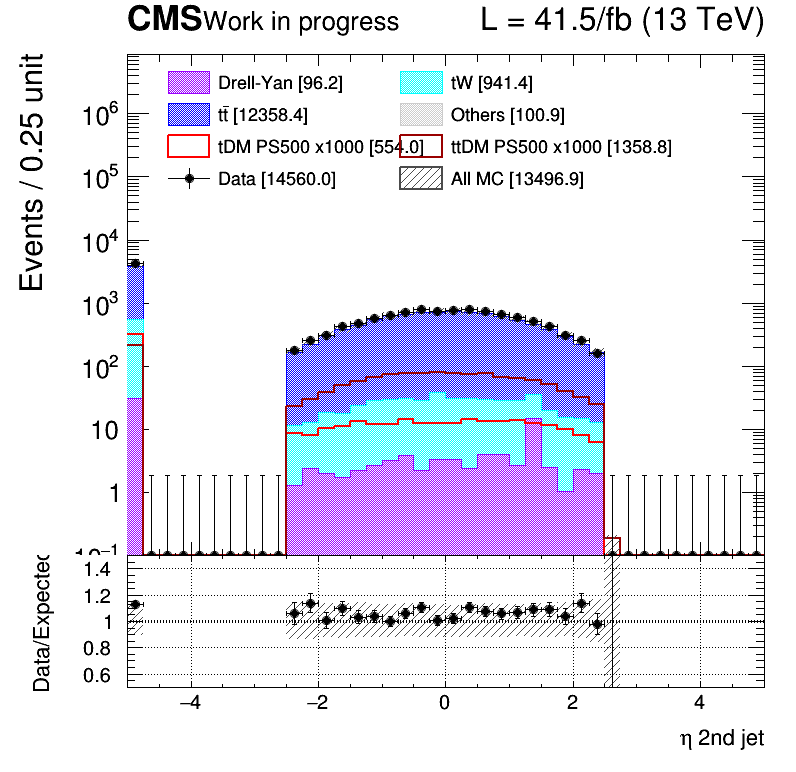 CMS Work in progress L = 41.5/fb (13 TeV)
Events / 0.25 unit
Drell-Yan [96.2] tW [941.4]
tt̄ [12358.4] Others [100.9]
tDM PS500 x1000 [554.0] ttDM PS500 x1000 [1358.8]
Data [14560.0] All MC [13496.9]
10⁶
10⁵
10⁴
10³
10²
10
1
10⁻¹
Data/Expected
1.4
1.2
1
0.8
0.6
−4 −2 0 2 4
η 2nd jet